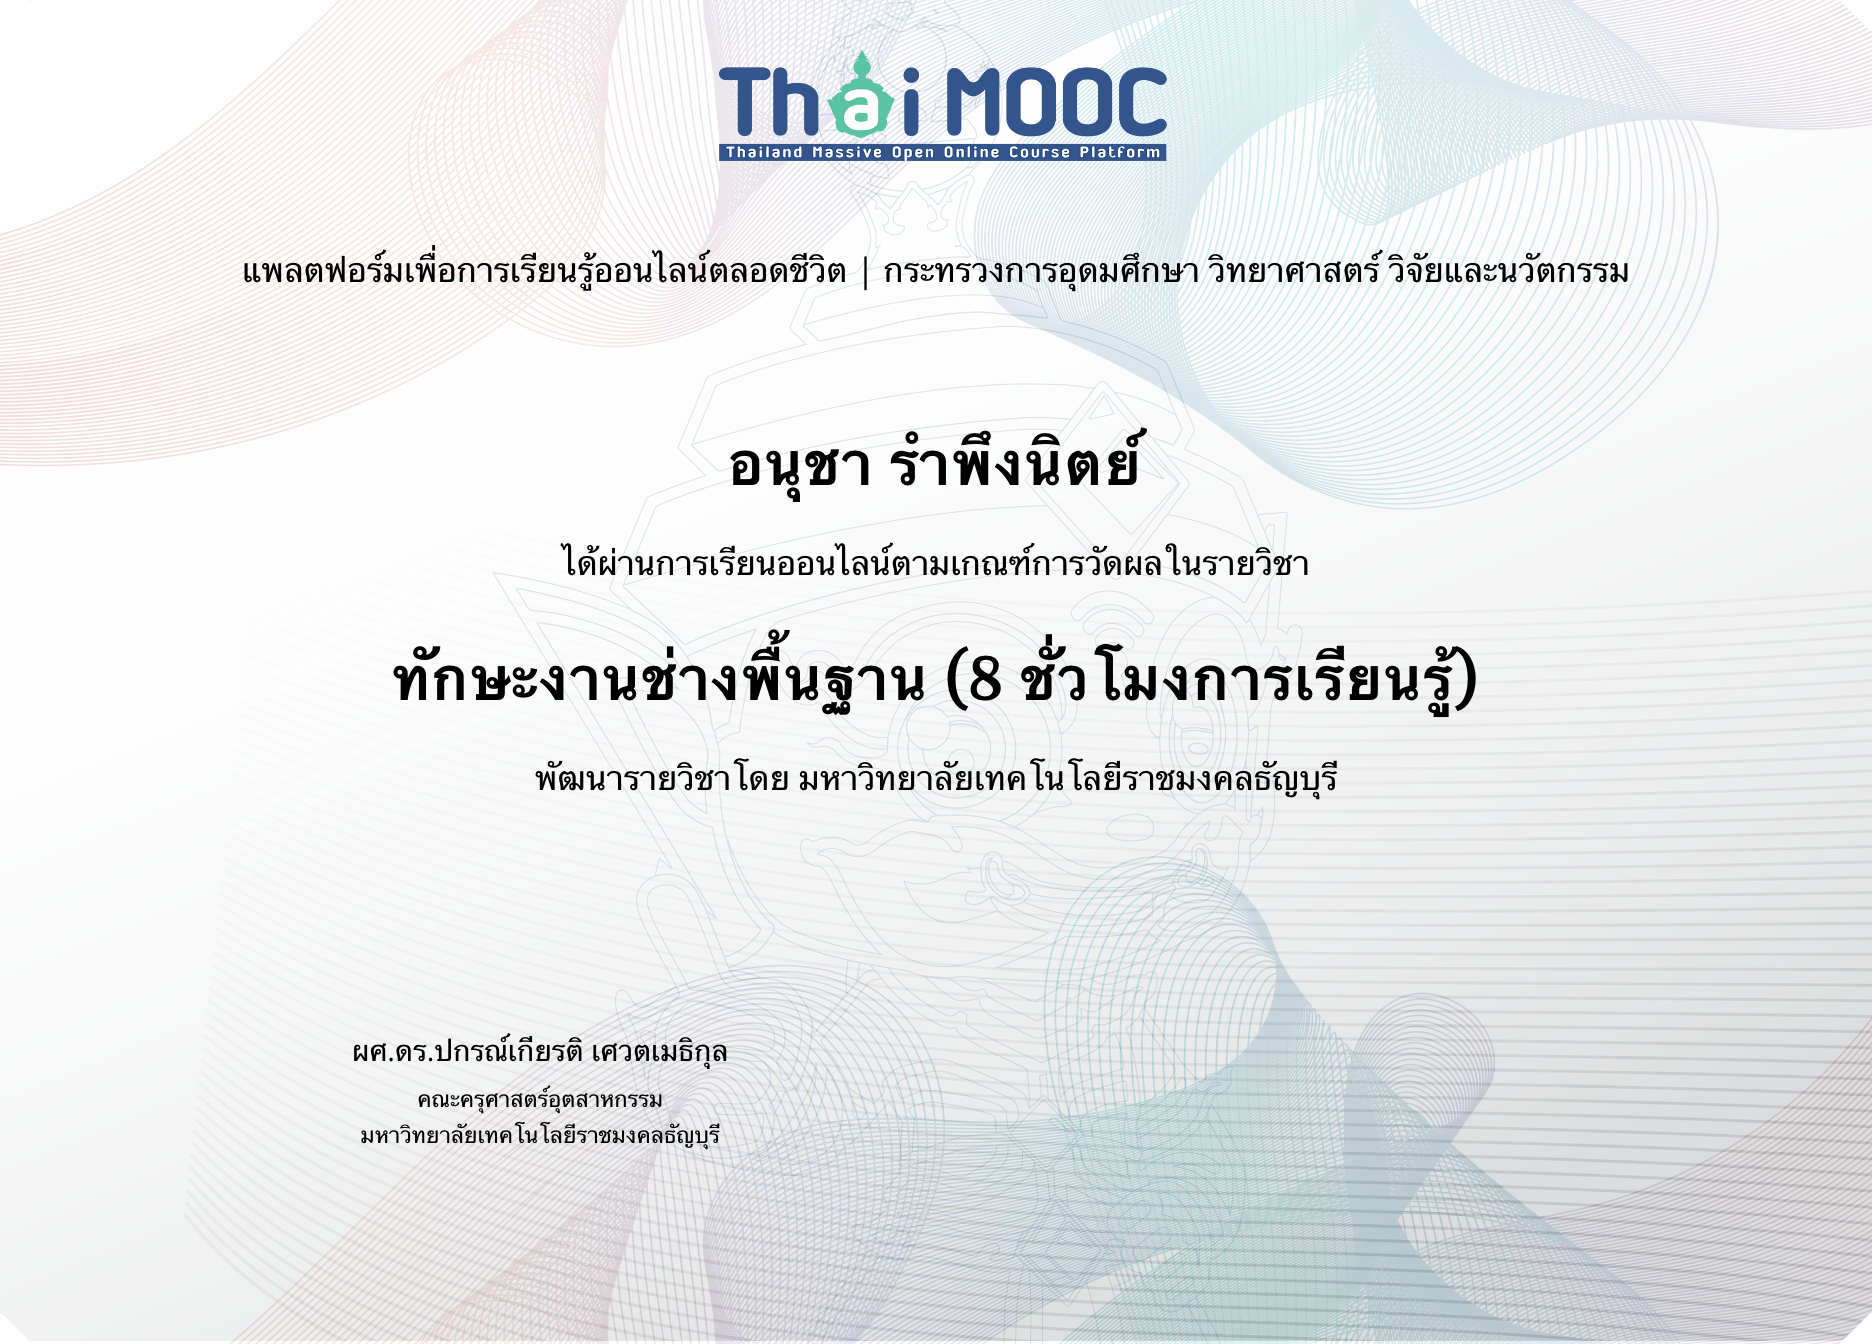 Thai MOOC
Thailand Massive Open Online Course Platform
แพลตฟอร์มเพื่อการเรียนรู้ออนไลน์ตลอดชีวิต | กระทรวงการอุดมศึกษา วิทยาศาสตร์ วิจัยและนวัตกรรม
อนุชา รำพึงนิตย์
ได้ผ่านการเรียนออนไลน์ตามเกณฑ์การวัดผลในรายวิชา
ทักษะงานช่างพื้นฐาน (8 ชั่วโมงการเรียนรู้)
พัฒนารายวิชาโดย มหาวิทยาลัยเทคโนโลยีราชมงคลธัญบุรี
ผศ.ดร.ปกรณ์เกียรติ เศวตเมธิกุล
คณะครุศาสตร์อุตสาหกรรม
มหาวิทยาลัยเทคโนโลยีราชมงคลธัญบุรี